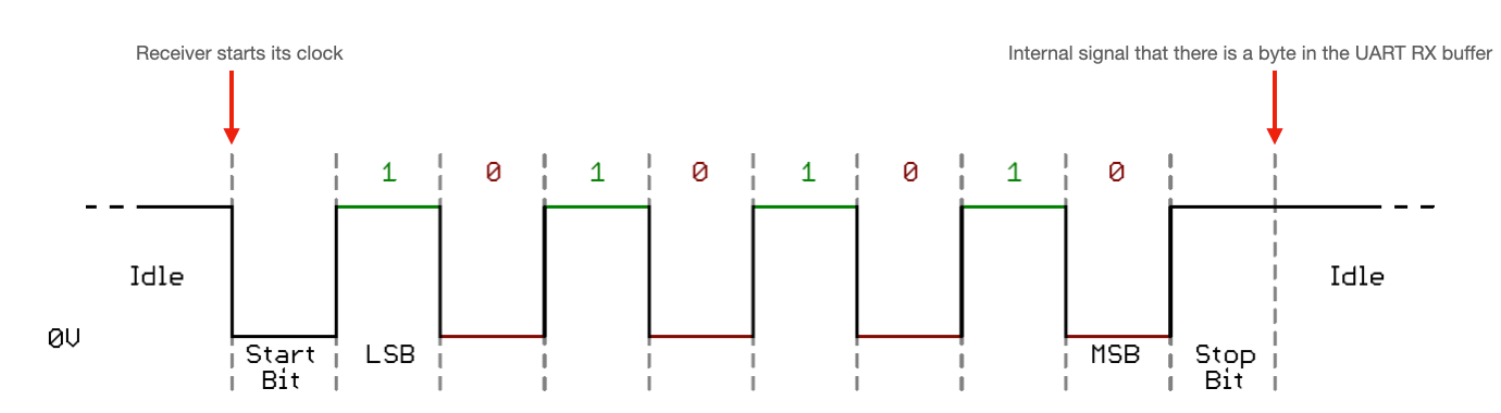 Receiver starts its clock
Internal signal that there is a byte in the UART RX buffer
1 0 1 0 1 0 1 0
Idle
Idle
0V
Start Bit
LSB
MSB
Stop Bit